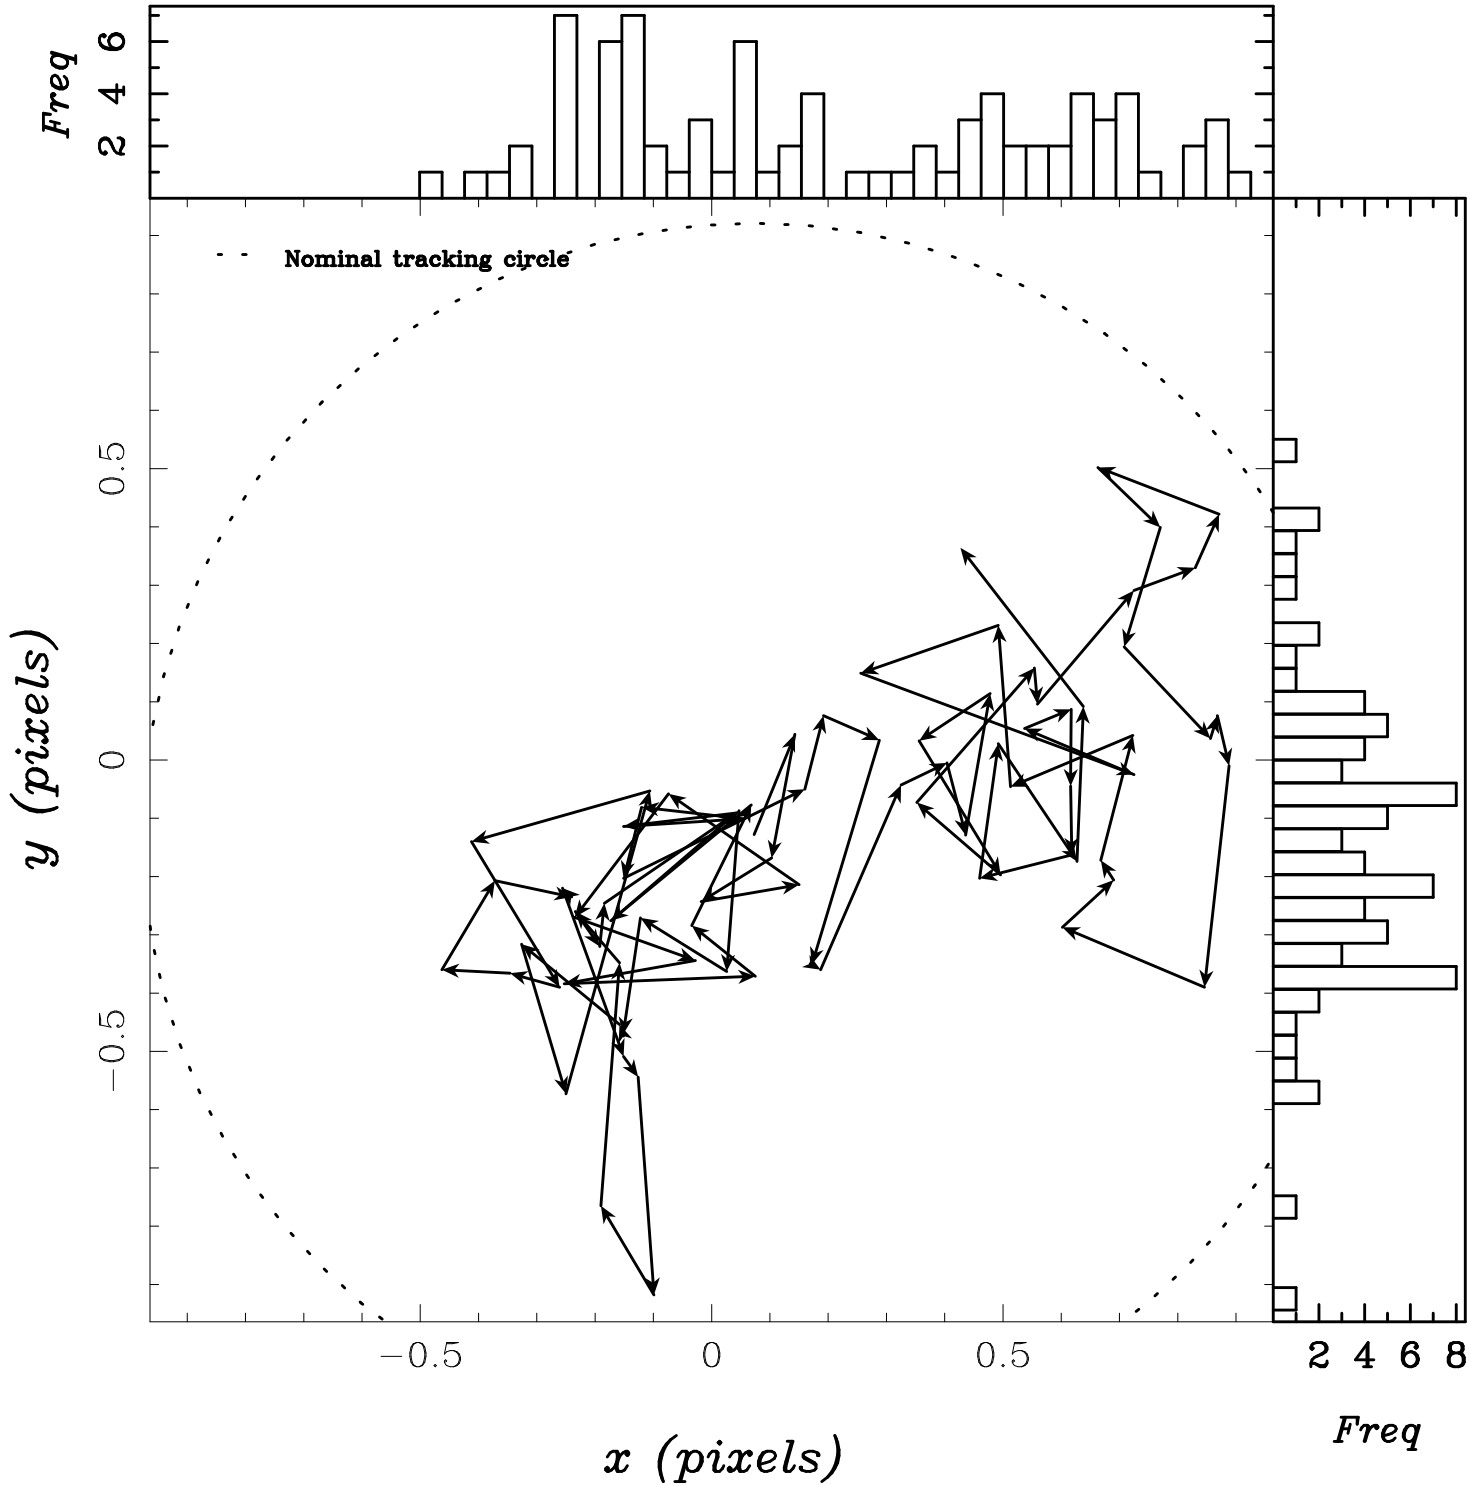 Freq
2 4 6
Nominal tracking circle
y (pixels)
0.5
0
−0.5
−0.5 0 0.5
x (pixels)
2 4 6 8
Freq